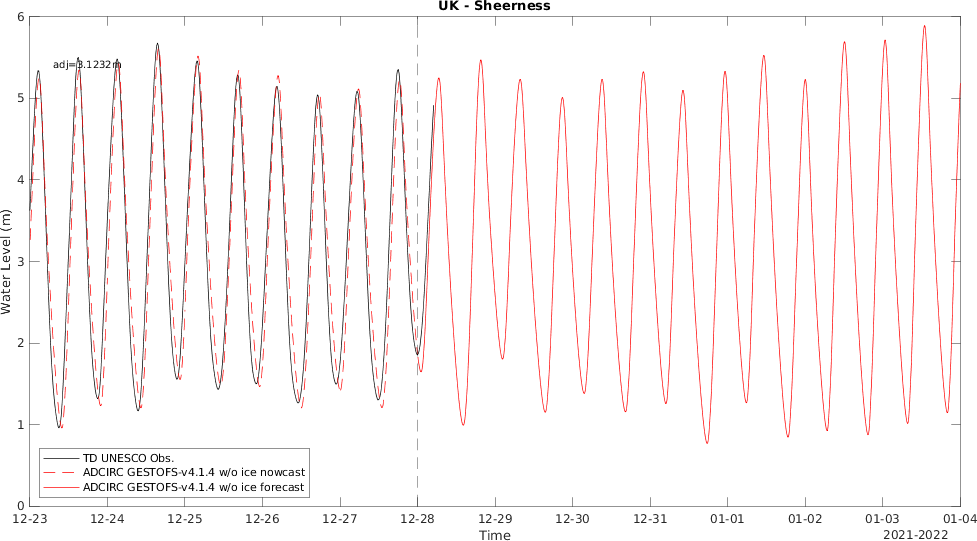 UK - Sheerness
adj=3.1232m
Water Level (m)
6
5
4
3
2
1
0
TD UNESCO Obs.
ADCIRC GESTOFS-v4.1.4 w/o ice nowcast
ADCIRC GESTOFS-v4.1.4 w/o ice forecast
12-23 12-24 12-25 12-26 12-27 12-28 12-29 12-30 12-31 01-01 01-02 01-03 01-04
Time
2021-2022